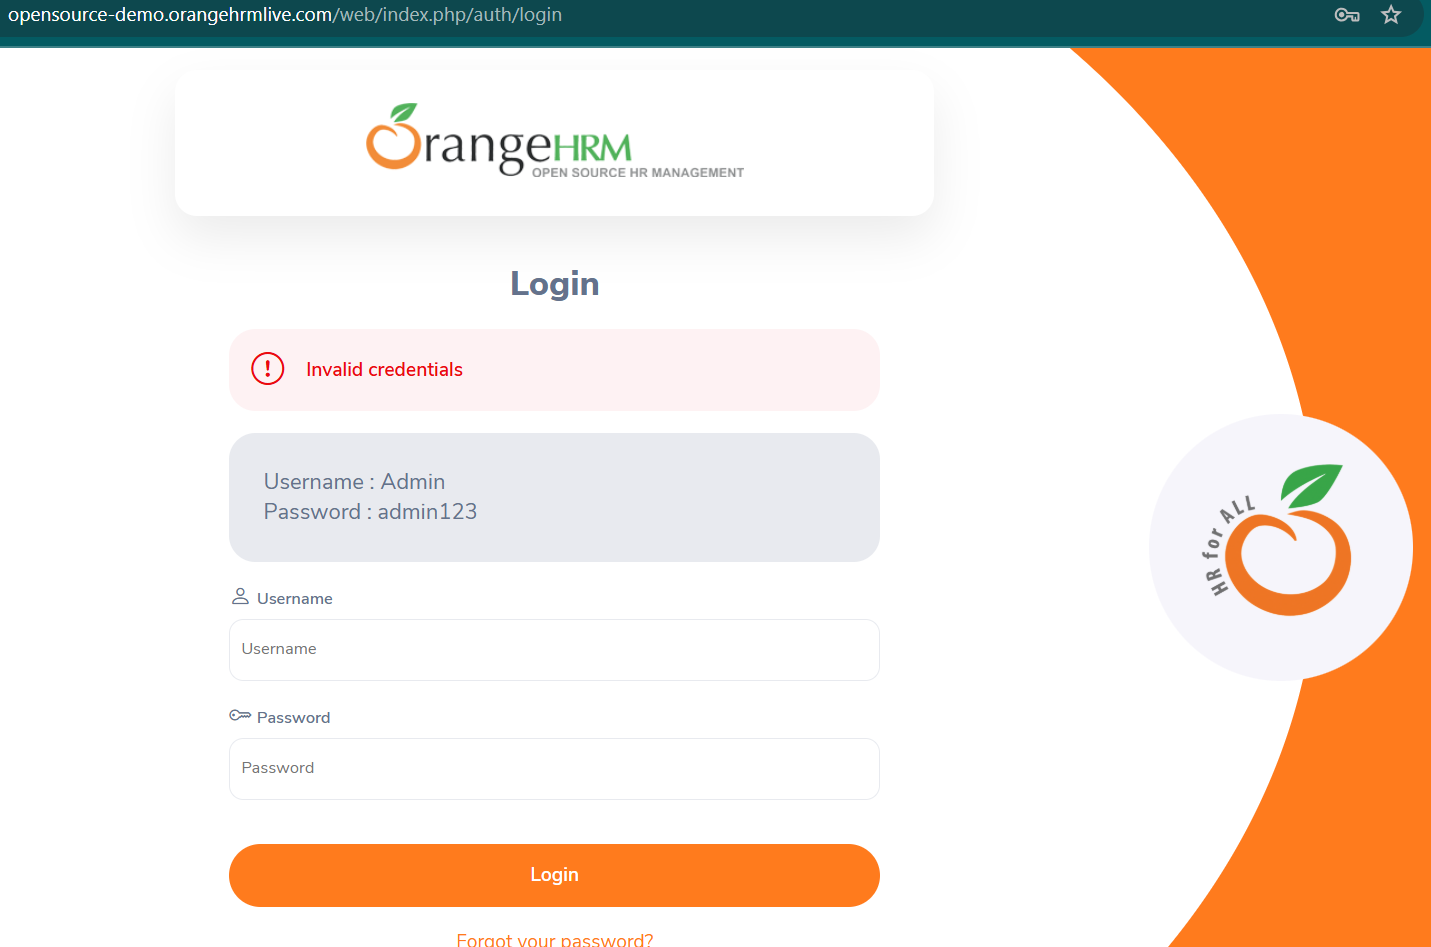 opensource-demo.orangehrmlive.com/web/index.php/auth/login
OrangeHRM
OPEN SOURCE HR MANAGEMENT
Login
Invalid credentials
Username : Admin
Password : admin123
Username
Username
Password
Password
Login
Forgot your password?
HR for ALL